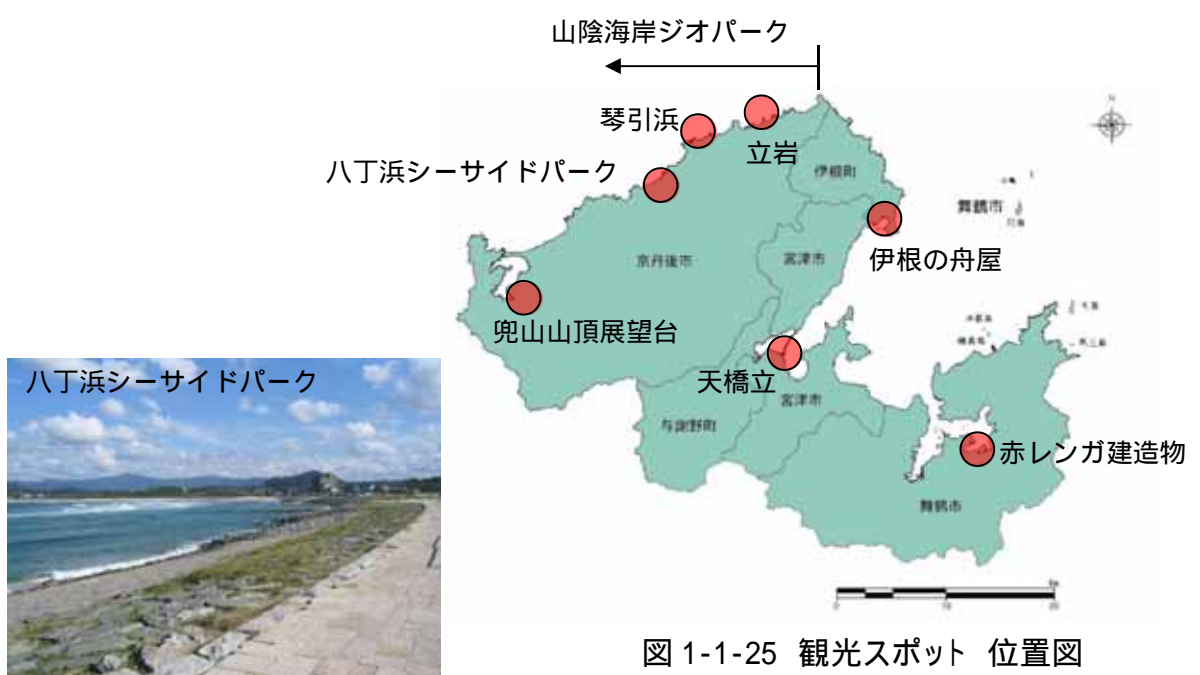 山陰海岸ジオパーク
N
琴引浜
立岩
八丁浜シーサイドパーク
伊根町
舞鶴市
伊根の舟屋
京丹後市
宮津市
兜山山頂展望台
天橋立
宮津市
与謝野町
赤レンガ建造物
舞鶴市
八丁浜シーサイドパーク
0 10 20
図 1-1-25 観光スポット 位置図